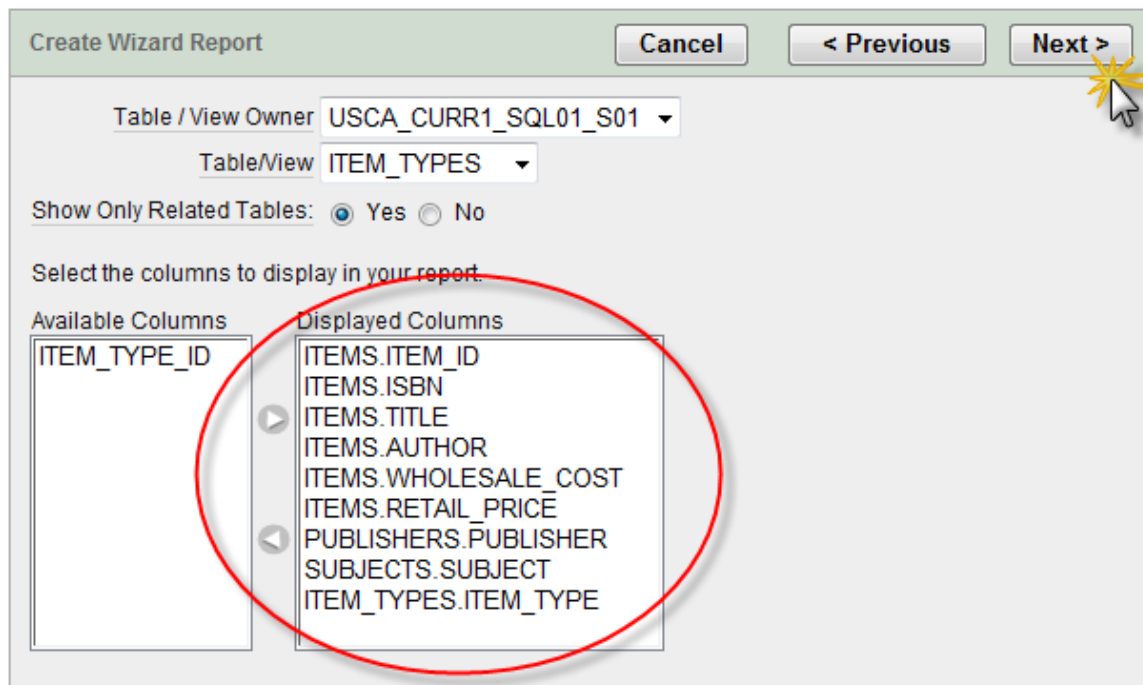 Create Wizard Report
Cancel
< Previous
Next >
Table / View Owner USCA_CURR1_SQL01_S01
Table/View ITEM_TYPES
Show Only Related Tables: Yes No
Select the columns to display in your report.
Available Columns
ITEM_TYPE_ID
Displayed Columns
ITEMS.ITEM_ID
ITEMS.ISBN
ITEMS.TITLE
ITEMS.AUTHOR
ITEMS.WHOLESALE_COST
ITEMS.RETAIL_PRICE
PUBLISHERS.PUBLISHER
SUBJECTS.SUBJECT
ITEM_TYPES.ITEM_TYPE